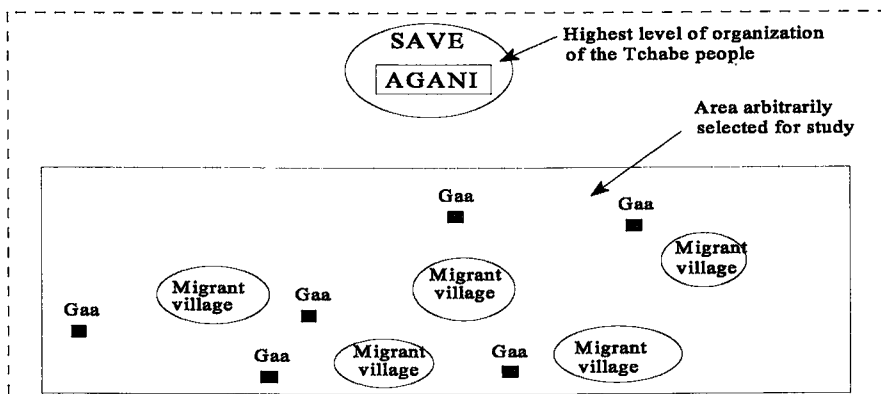 SAVE
AGANI
Highest level of organization
of the Tchabe people
Area arbitrarily
selected for study
Gaa
Gaa
Migrant
village
Migrant
village
Migrant
village
Gaa
Gaa
Gaa
Migrant
village
Gaa
Migrant
village